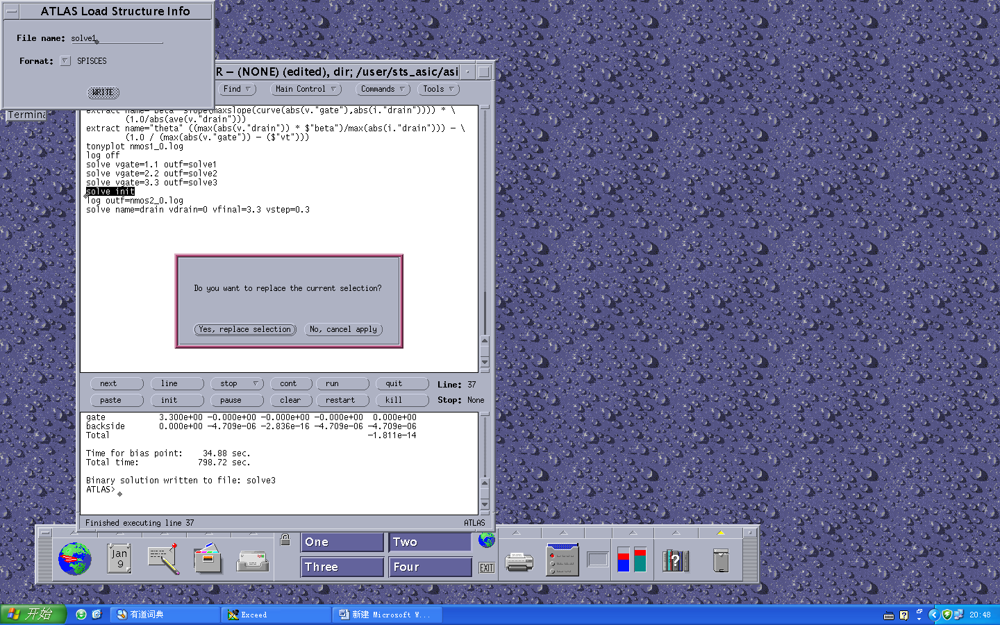 ATLAS Load Structure Info
File name: solve1
Format: SPISCES
WRITE
R – (NONE) (edited), dir; /user/sts_asic/asi
Find
Main Control
Commands
Tools
Termina
extract name="beta" slope(maxslope(curve(abs(v."gate"),abs(i."drain")))) * \
(1.0/abs(ave(v."drain")))
extract name="theta" ((max(abs(v."drain")) * $"beta")/max(abs(i."drain"))) – \
(1.0 / (max(abs(v."gate")) – ($"vt")))
tonyplot nmos1_0.log
log off
solve vgate=1.1 outf=solve1
solve vgate=2.2 outf=solve2
solve vgate=3.3 outf=solve3
solve init
log outf=nmos2_0.log
solve name=drain vdrain=0 vfinal=3.3 vstep=0.3
Do you want to replace the current selection?
Yes, replace selection
No, cancel apply
next line stop cont run quit Line: 37
paste init pause clear restart kill Stop: None
gate 3.300e+00 –0.000e+00 –0.000e+00 –0.000e+00 0.000e+00
backside 0.000e+00 –4.709e–06 –2.836e–16 –4.709e–06 –4.709e–06
Total –1.811e–14
Time for bias point: 34.88 sec.
Total time: 798.72 sec.
Binary solution written to file: solve3
ATLAS>
Finished executing line 37
ATLAS
Jan
9
One
Two
Three
Four
EXIT
?
开始
有道词典
Exceed
新建 Microsoft W...
20:48